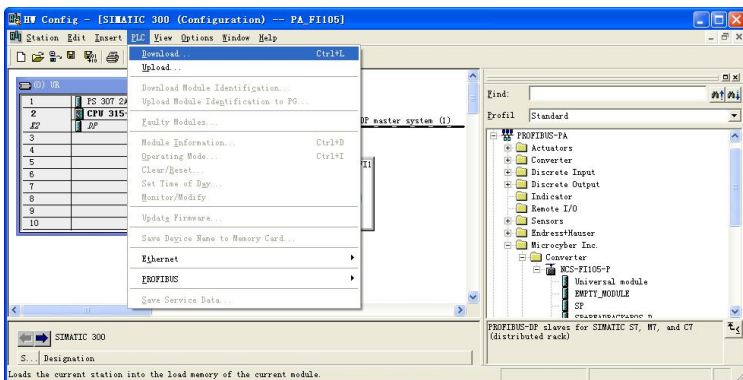 HW Config - [SIMATIC 300 (Configuration) -- PA_FI105]
Station Edit Insert PLC View Options Window Help
Download... Ctrl+L
Upload...
Download Module Identification...
Upload Module Identification to PG...
Faulty Modules...
Module Information... Ctrl+D
Operating Mode... Ctrl+I
Clear/Reset...
Set Time of Day...
Monitor/Modify
Update Firmware...
Save Device Name to Memory Card...
Ethernet
PROFIBUS
Save Service Data...
(0) UR
1 PS 307 2A
2 CPU 315-
X2 DP
3
4
5
6
7
8
9
10
DP master system (1)
FI1
Find:
Profil Standard
PROFIBUS-PA
Actuators
Converter
Discrete Input
Discrete Output
Indicator
Remote I/O
Sensors
Endress+Hauser
Microcyber Inc.
Converter
NCS-FI105-P
Universal module
EMPTY_MODULE
SP
PROFIBUS-DP slaves for SIMATIC S7, M7, and C7
(distributed rack)
SIMATIC 300
S... Designation
Loads the current station into the load memory of the current module.